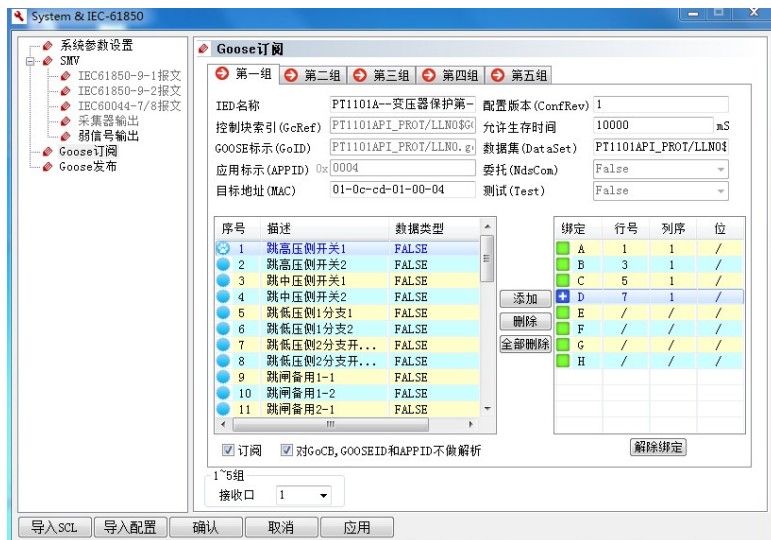 System & IEC-61850
系统参数设置
SMV
IEC61850-9-1报文
IEC61850-9-2报文
IEC60044-7/8报文
采集器输出
弱信号输出
Goose订阅
Goose发布
Goose订阅
第一组 第二组 第三组 第四组 第五组
IED名称 PT1101A--变压器保护第一 配置版本(ConfRev) 1
控制块索引(GcRef) PT1101API_PROT/LLN0$G 允许生存时间 10000 mS
GOOSE标示(GoID) PT1101API_PROT/LLN0.g 数据集(DataSet) PT1101API_PROT/LLN0$
应用标示(APPID) 0x 0004 委托(NdsCom) False
目标地址(MAC) 01-0c-cd-01-00-04 测试(Test) False
序号 描述 数据类型
1 跳高压侧开关1 FALSE
2 跳高压侧开关2 FALSE
3 跳中压侧开关1 FALSE
4 跳中压侧开关2 FALSE
5 跳低压侧1分支1 FALSE
6 跳低压侧1分支2 FALSE
7 跳低压侧2分支开... FALSE
8 跳低压侧2分支开... FALSE
9 跳闸备用1-1 FALSE
10 跳闸备用1-2 FALSE
11 跳闸备用2-1 FALSE
添加
删除
全部删除
绑定 行号 列序 位
A 1 1 /
B 3 1 /
C 5 1 /
D 7 1 /
E / / /
F / / /
G / / /
H / / /
订阅 对GoCB,GOOSEID和APPID不做解析
解除绑定
1~5组
接收口 1
导入SCL 导入配置 确认 取消 应用